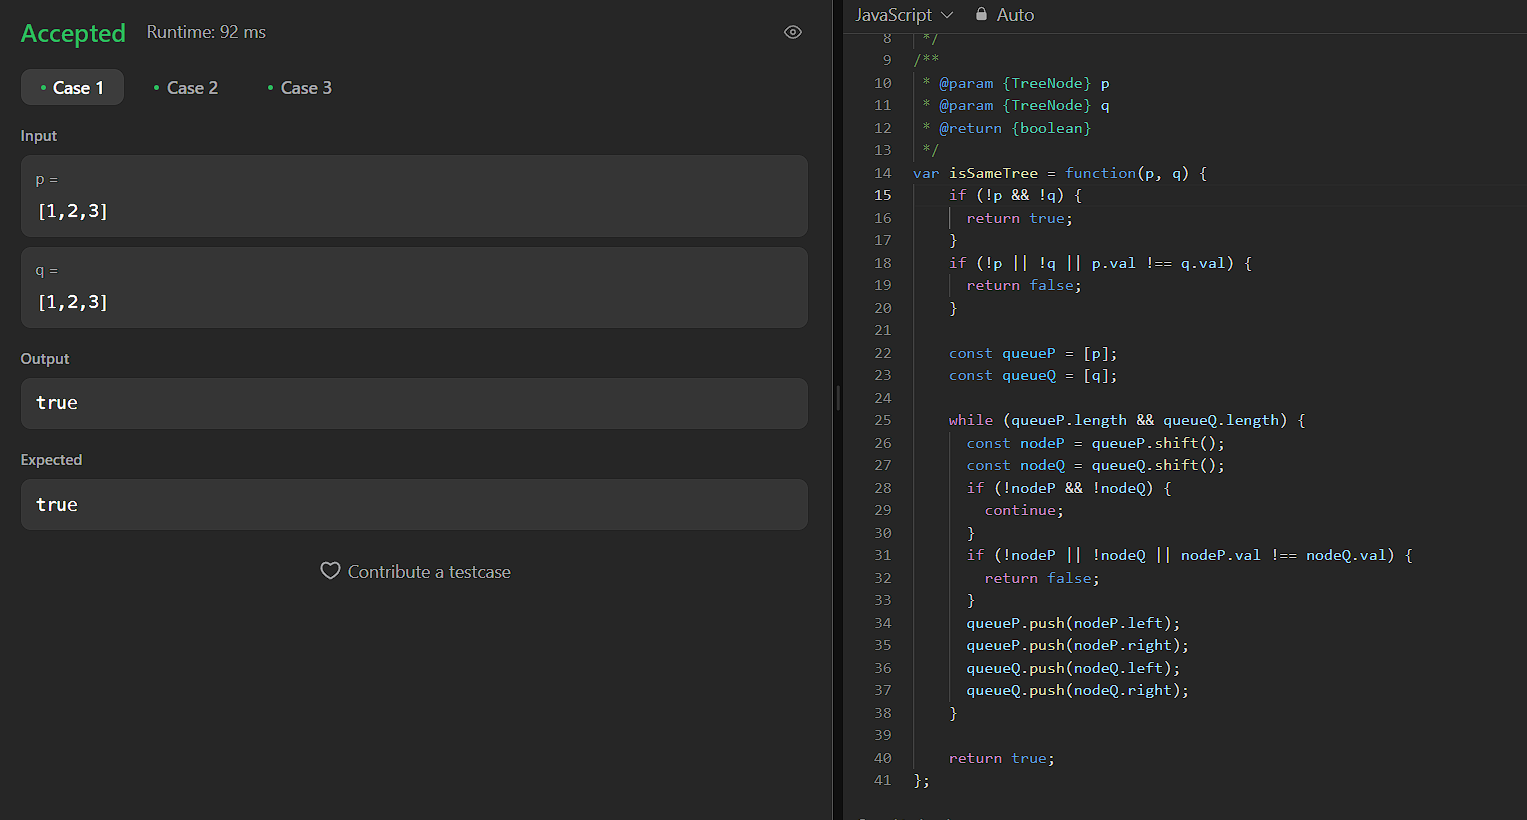 Accepted Runtime: 92 ms
Case 1 Case 2 Case 3
Input
p =
[1,2,3]
q =
[1,2,3]
Output
true
Expected
true
Contribute a testcase
JavaScript Auto
8 */
9 /**
10 * @param {TreeNode} p
11 * @param {TreeNode} q
12 * @return {boolean}
13 */
14 var isSameTree = function(p, q) {
15 if (!p && !q) {
16 return true;
17 }
18 if (!p || !q || p.val !== q.val) {
19 return false;
20 }
21
22 const queueP = [p];
23 const queueQ = [q];
24
25 while (queueP.length && queueQ.length) {
26 const nodeP = queueP.shift();
27 const nodeQ = queueQ.shift();
28 if (!nodeP && !nodeQ) {
29 continue;
30 }
31 if (!nodeP || !nodeQ || nodeP.val !== nodeQ.val) {
32 return false;
33 }
34 queueP.push(nodeP.left);
35 queueP.push(nodeP.right);
36 queueQ.push(nodeQ.left);
37 queueQ.push(nodeQ.right);
38 }
39
40 return true;
41 };